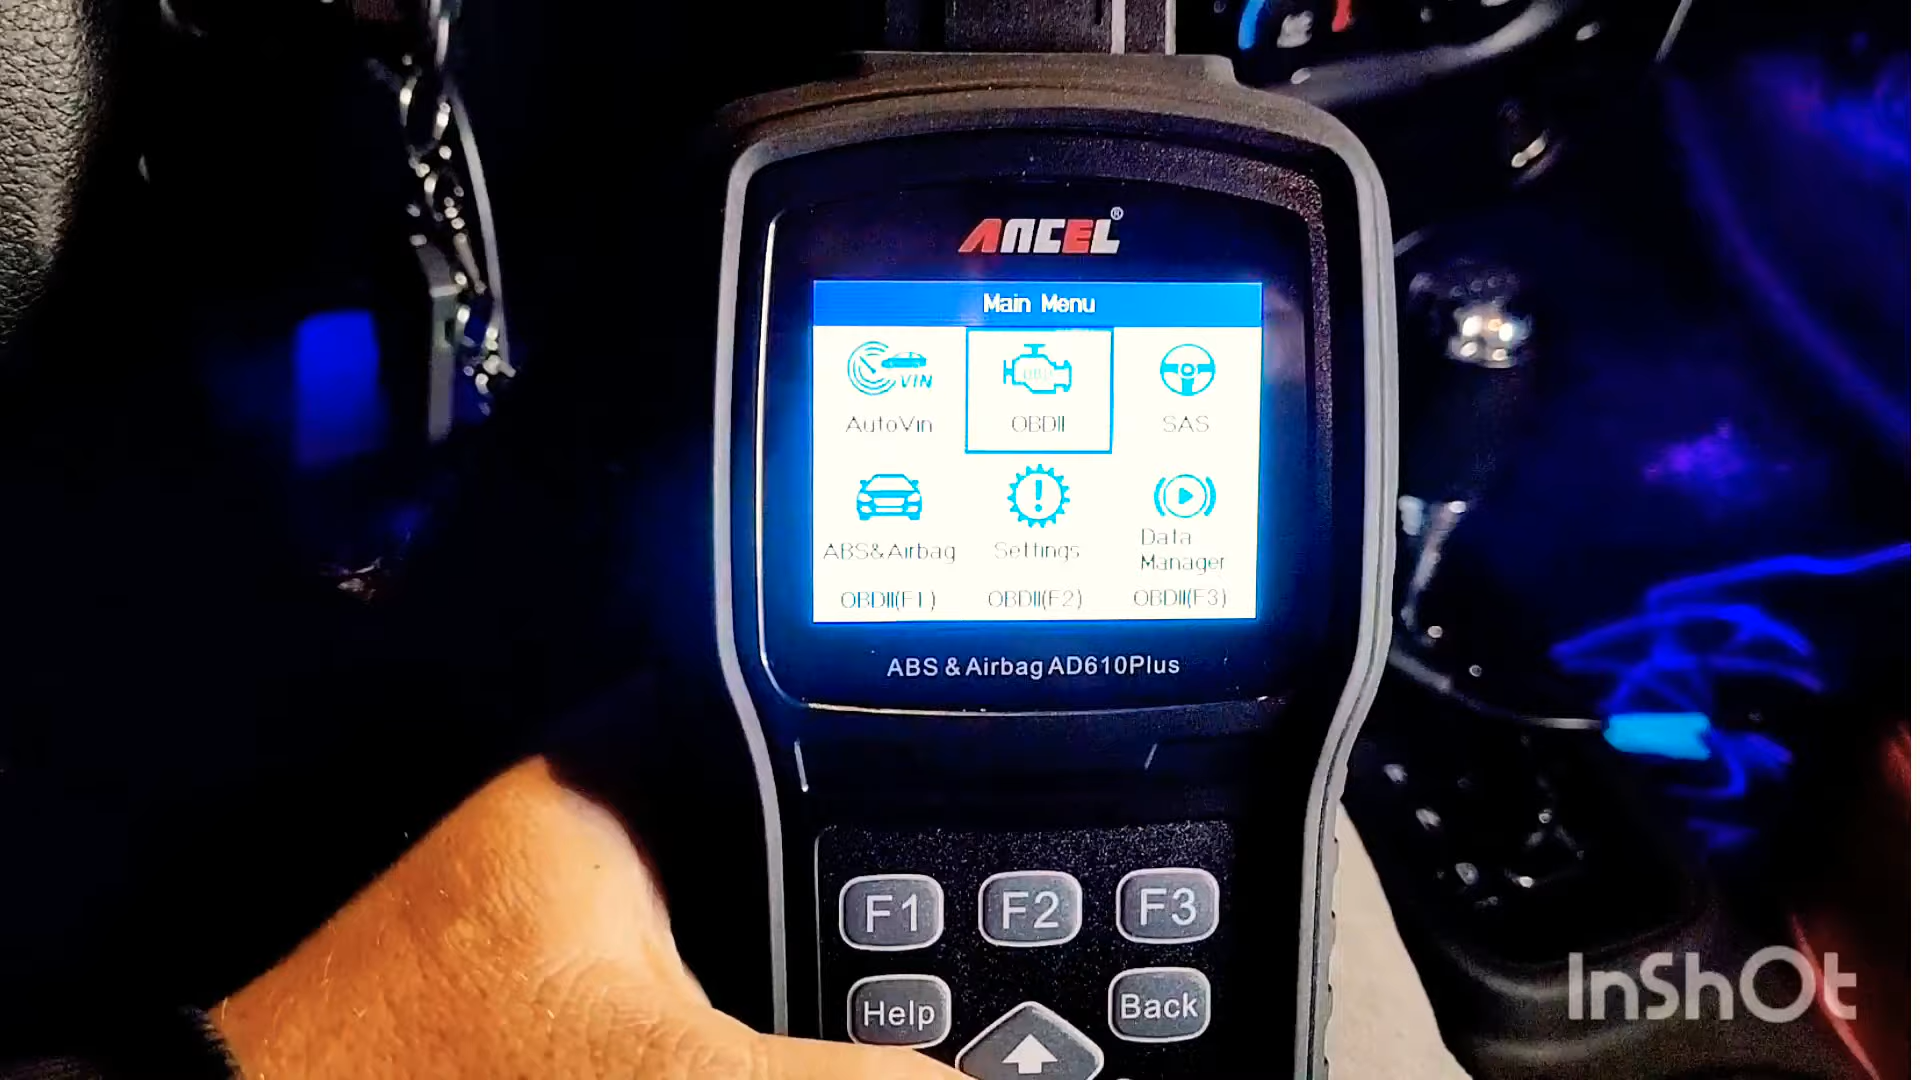 ANCEL®
Main Menu
VIN
AutoVin
OBDII
SAS
ABS&Airbag
Settings
Data
Manager
OBDII(F1)
OBDII(F2)
OBDII(F3)
ABS & Airbag AD610Plus
F1
F2
F3
Help
Back
InShOt